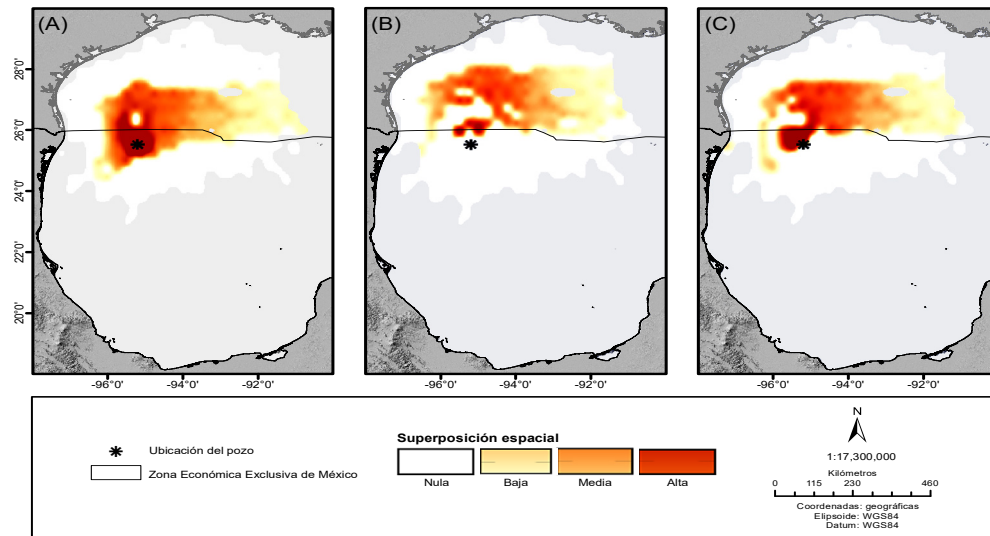 (A)
(B)
(C)
28°0'
26°0'
24°0'
22°0'
20°0'
-96°0' -94°0' -92°0'
-96°0' -94°0' -92°0'
-96°0' -94°0' -92°0'
Ubicación del pozo
Zona Económica Exclusiva de México
Superposición espacial
Nula Baja Media Alta
N
1:17,300,000
Kilómetros
0 115 230 460
Coordenadas: geográficas
Elipsoide: WGS84
Datum: WGS84